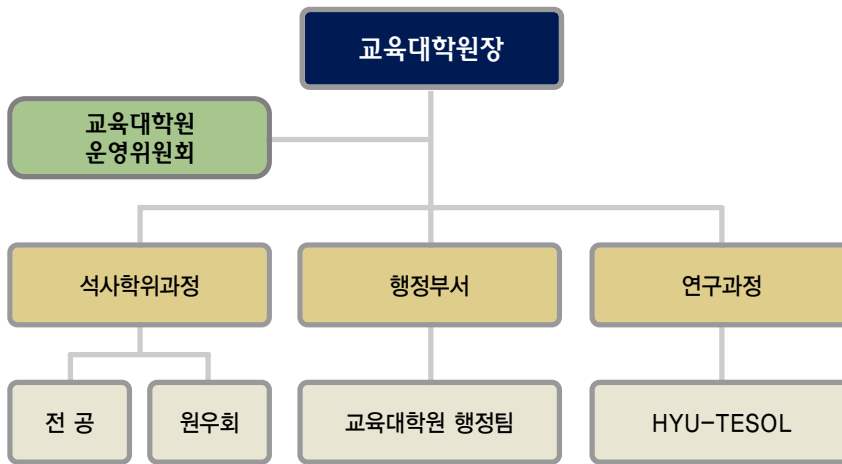 교육대학원장
교육대학원
운영위원회
석사학위과정
행정부서
연구과정
전 공
원우회
교육대학원 행정팀
HYU-TESOL